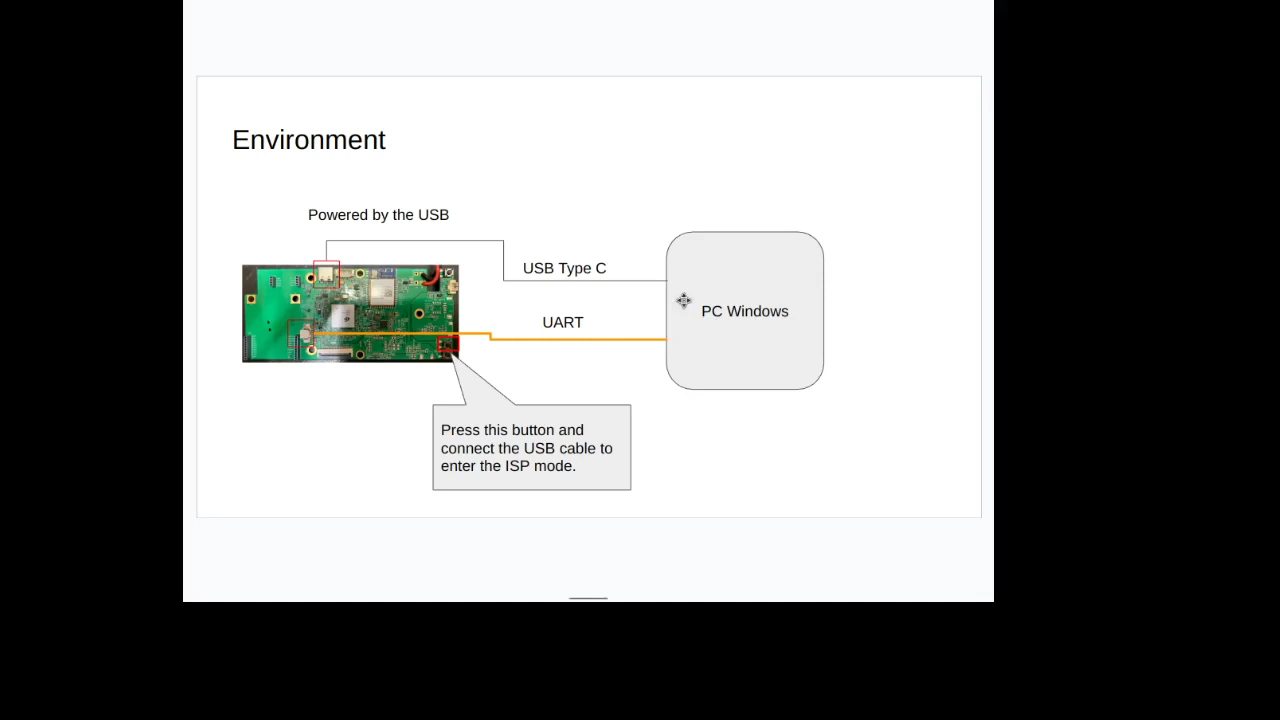 Environment
Powered by the USB
USB Type C
UART
PC Windows
Press this button and
connect the USB cable to
enter the ISP mode.